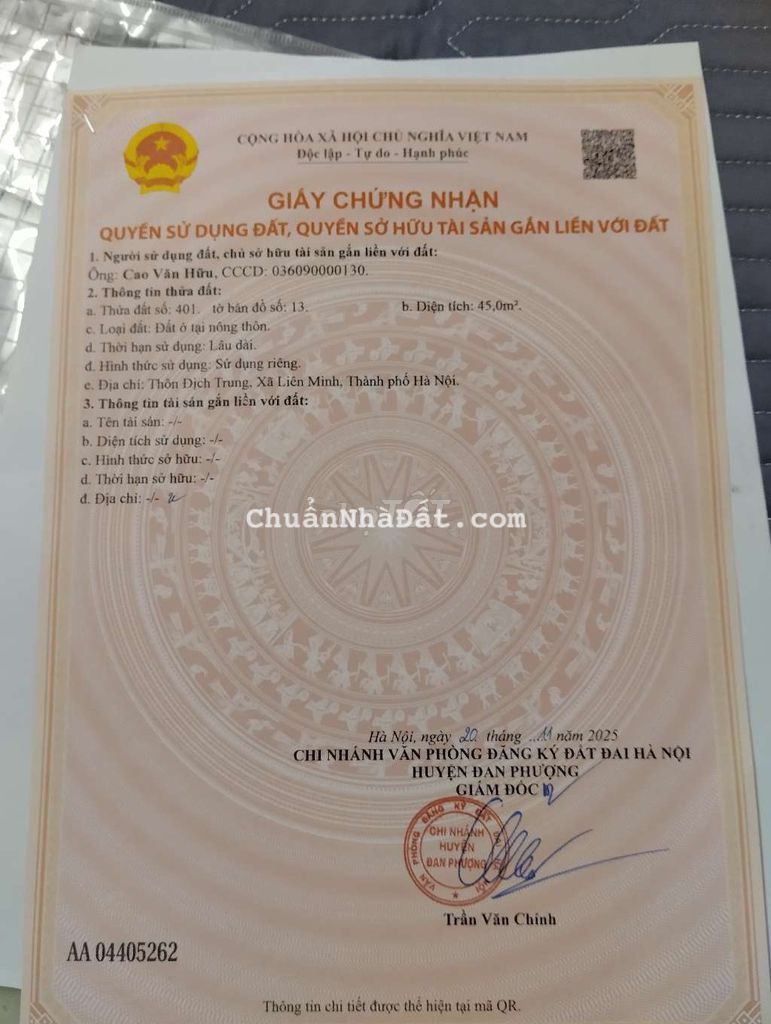 CỘNG HÒA XÃ HỘI CHỦ NGHĨA VIỆT NAM
Độc lập - Tự do - Hạnh phúc
GIẤY CHỨNG NHẬN
QUYỀN SỬ DỤNG ĐẤT, QUYỀN SỞ HỮU TÀI SẢN GẮN LIỀN VỚI ĐẤT
1. Người sử dụng đất, chủ sở hữu tài sản gắn liền với đất:
Ông: Cao Văn Hữu, CCCD: 036090000130.
2. Thông tin thửa đất:
a. Thửa đất số: 401. tờ bản đồ số: 13. b. Diện tích: 45,0m².
c. Loại đất: Đất ở tại nông thôn.
d. Thời hạn sử dụng: Lâu dài.
đ. Hình thức sử dụng: Sử dụng riêng.
e. Địa chỉ: Thôn Địch Trung, Xã Liên Minh, Thành phố Hà Nội.
3. Thông tin tài sản gắn liền với đất:
a. Tên tài sản: -/-
b. Diện tích sử dụng: -/-
c. Hình thức sở hữu: -/-
d. Thời hạn sở hữu: -/-
đ. Địa chỉ: -/-
ChuẩnNhàĐất.com
Hà Nội, ngày 20 tháng 11 năm 2025
CHI NHÁNH VĂN PHÒNG ĐĂNG KÝ ĐẤT ĐAI HÀ NỘI
HUYỆN ĐAN PHƯỢNG
GIÁM ĐỐC
VĂN PHÒNG ĐĂNG KÝ ĐẤT ĐAI HÀ NỘI
CHI NHÁNH
HUYỆN
ĐAN PHƯỢNG
Trần Văn Chính
AA 04405262
Thông tin chi tiết được thể hiện tại mã QR.